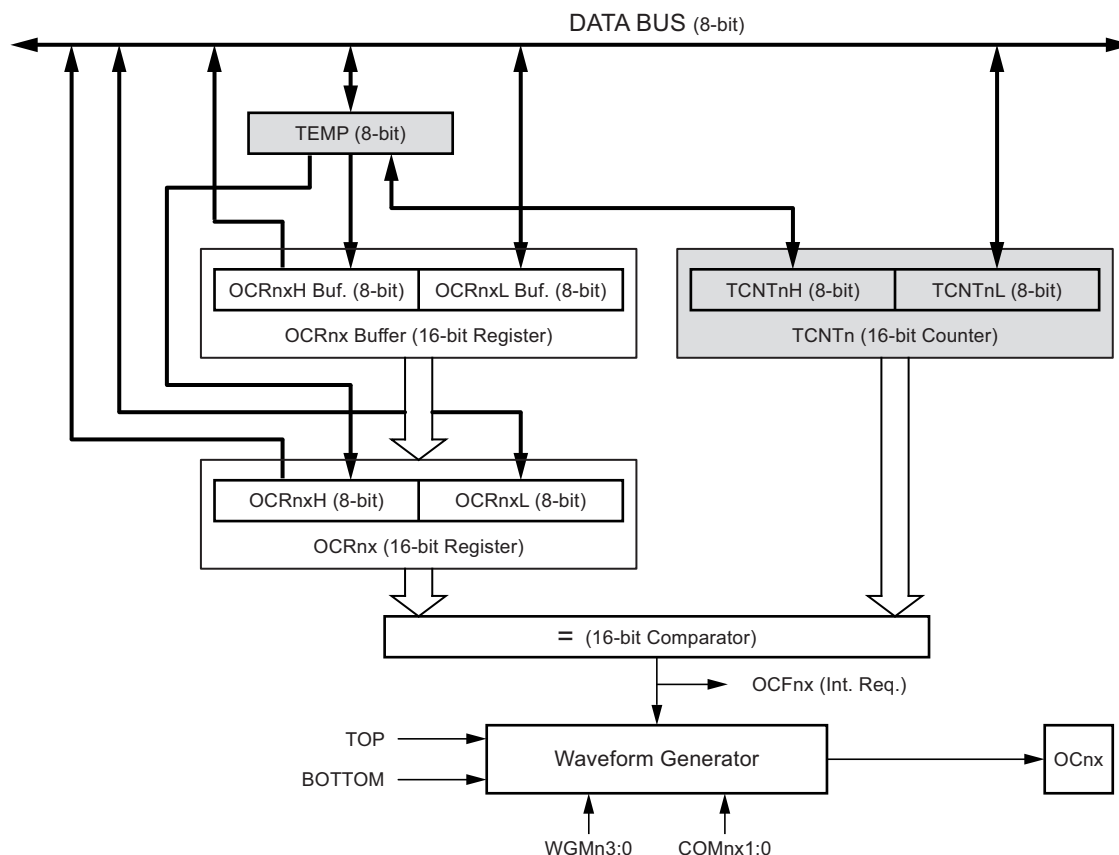 DATA BUS (8-bit)
TEMP (8-bit)
OCRnxH Buf. (8-bit)
OCRnxL Buf. (8-bit)
TCNTnH (8-bit)
TCNTnL (8-bit)
OCRnx Buffer (16-bit Register)
TCNTn (16-bit Counter)
OCRnxH (8-bit)
OCRnxL (8-bit)
OCRnx (16-bit Register)
= (16-bit Comparator)
OCFnx (Int. Req.)
TOP
BOTTOM
Waveform Generator
OCnx
WGMn3:0
COMnx1:0